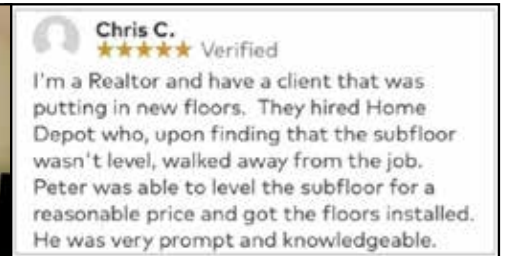 Chris C.
★★★★★ Verified
I'm a Realtor and have a client that was
putting in new floors. They hired Home
Depot who, upon finding that the subfloor
wasn't level, walked away from the job.
Peter was able to level the subfloor for a
reasonable price and got the floors installed.
He was very prompt and knowledgeable.